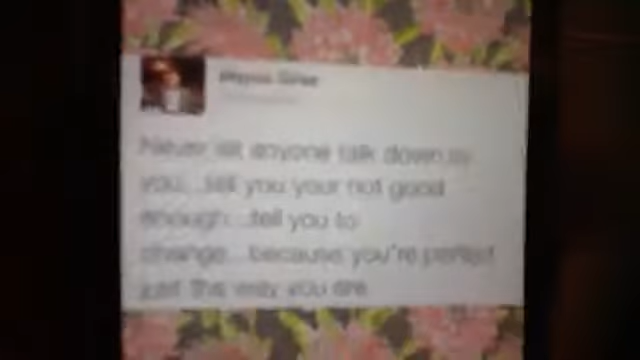 Never let anyone talk down to
you...tell you your not good
enough...tell you to
change...because you're perfect
just the way you are